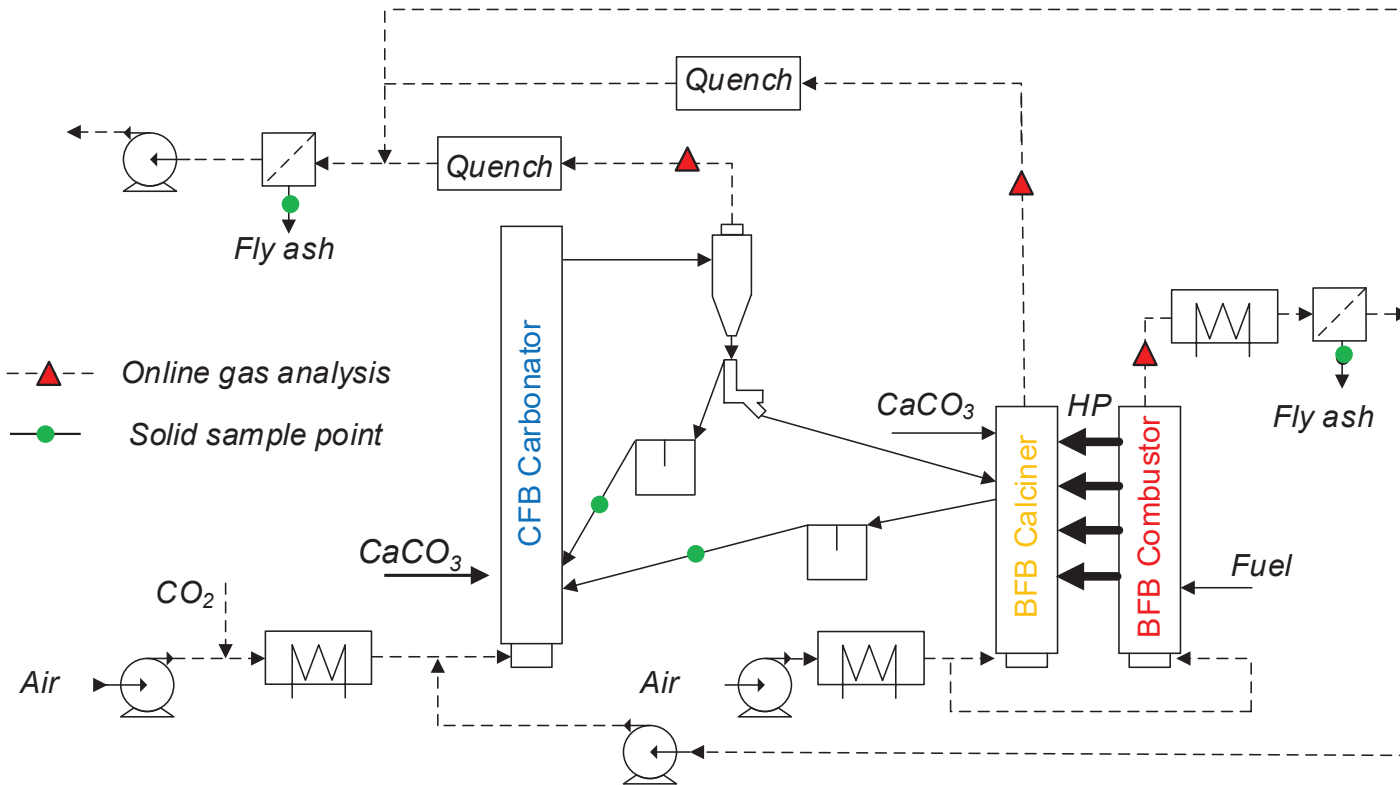 Quench
Quench
Fly ash
CFB Carbonator
Online gas analysis
Solid sample point
CaCO₃
HP
Fly ash
BFB Calciner
BFB Combustor
CaCO₃
Fuel
CO₂
Air
Air